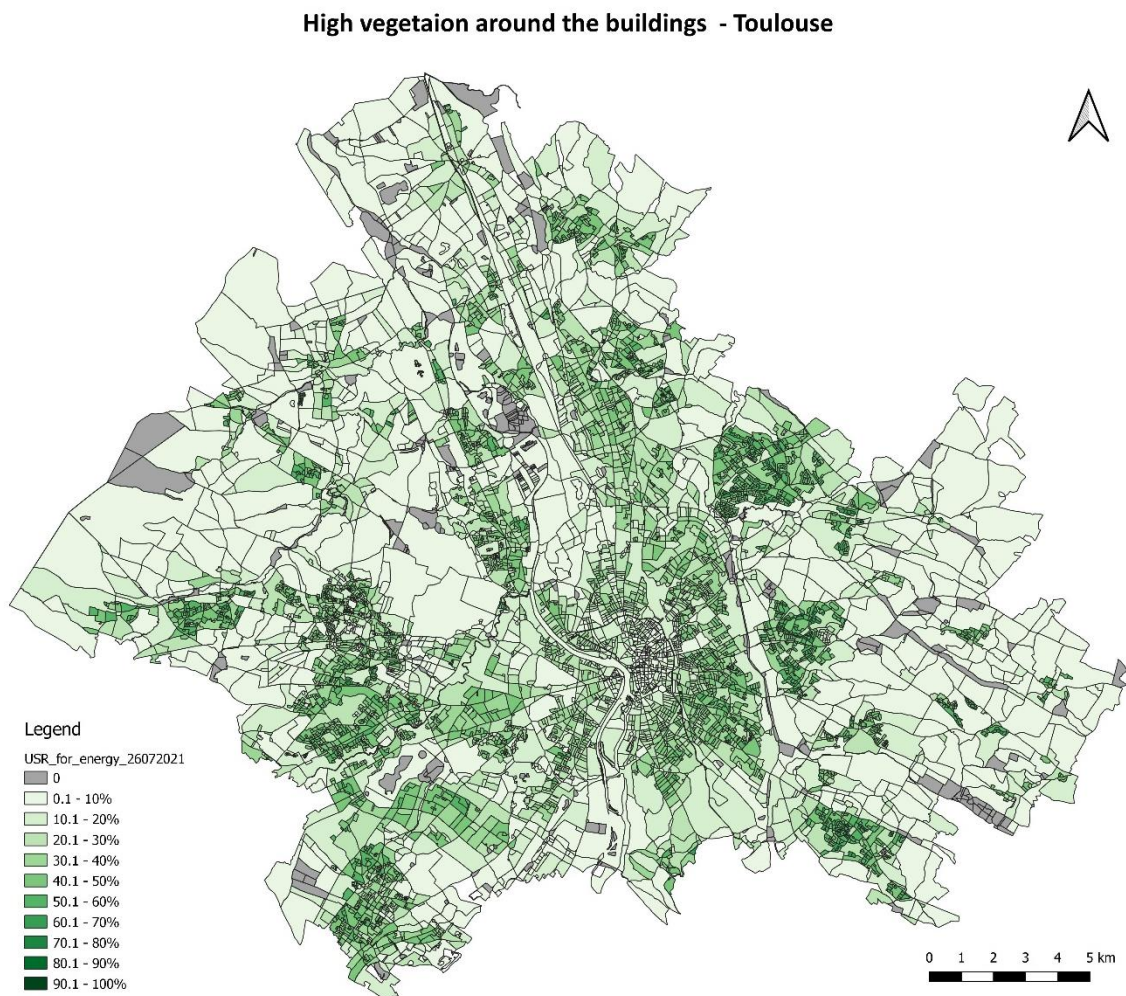 High vegetaion around the buildings  - Toulouse
Legend
USR_for_energy_26072021
0
0.1 - 10%
10.1 - 20%
20.1 - 30%
30.1 - 40%
40.1 - 50%
50.1 - 60%
60.1 - 70%
70.1 - 80%
80.1 - 90%
90.1 - 100%
0 1 2 3 4 5 km